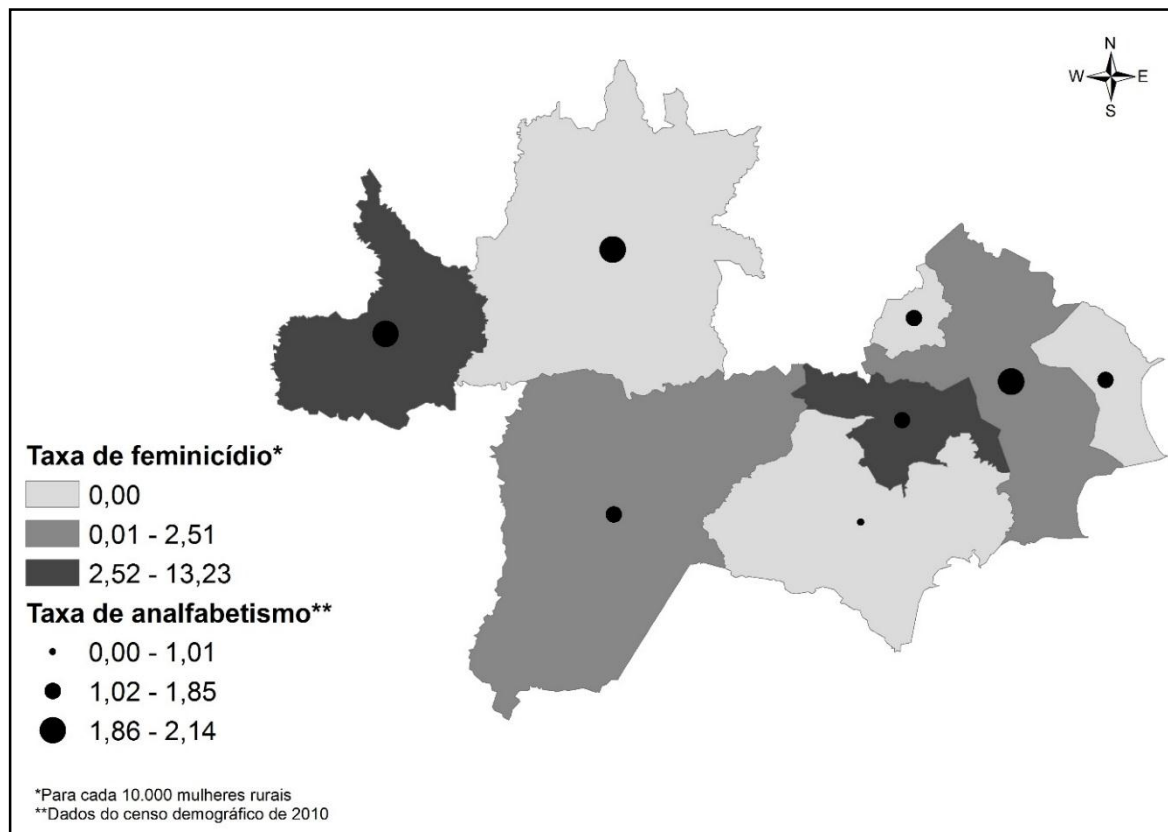 N
W E
S
Taxa de feminicídio*
0,00
0,01 - 2,51
2,52 - 13,23
Taxa de analfabetismo**
0,00 - 1,01
1,02 - 1,85
1,86 - 2,14
*Para cada 10.000 mulheres rurais
**Dados do censo demográfico de 2010